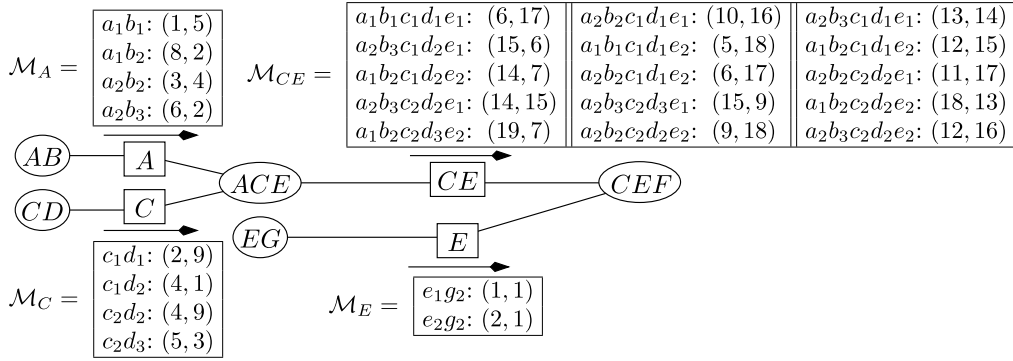 a₁b₁: (1, 5)
a₁b₂: (8, 2)
a₂b₂: (3, 4)
a₂b₃: (6, 2)
ℳ_A =
ℳ_CE =
a₁b₁c₁d₁e₁: (6, 17) a₂b₂c₁d₁e₁: (10, 16) a₂b₃c₁d₁e₁: (13, 14)
a₂b₃c₁d₂e₁: (15, 6) a₁b₁c₁d₁e₁: (5, 18) a₁b₂c₁d₁e₂: (12, 15)
a₁b₂c₁d₁e₂: (14, 7) a₂b₂c₁d₁e₂: (6, 17) a₂b₂c₂d₂e₁: (11, 17)
a₂b₃c₂d₂e₁: (14, 15) a₂b₃c₂d₃e₁: (15, 9) a₁b₂c₂d₂e₂: (18, 13)
a₁b₂c₂d₃e₂: (19, 7) a₂b₂c₂d₂e₂: (9, 18) a₂b₃c₂d₂e₂: (12, 16)
AB A
ACE CE CEF
CD C
EG E
ℳ_C =
c₁d₁: (2, 9)
c₁d₂: (4, 1)
c₂d₂: (4, 9)
c₂d₃: (5, 3)
ℳ_E =
e₁g₂: (1, 1)
e₂g₂: (2, 1)